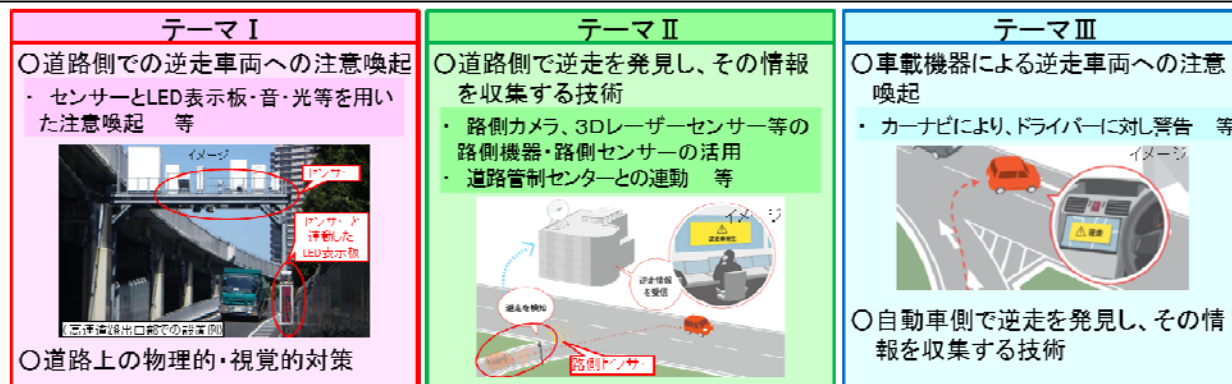 テーマⅠ
〇道路側での逆走車両への注意喚起
・ センサーとLED表示板・音・光等を用い
た注意喚起　等
イメージ
センサー
センサーと
連動した
LED表示板
(高速道路出口部での設置例)
〇道路上の物理的・視覚的対策
テーマⅡ
〇道路側で逆走を発見し、その情報
を収集する技術
・ 路側カメラ、3Dレーザーセンサー等の
路側機器・路側センサーの活用
・ 道路管制センターとの連動　等
イメージ
逆走車発生
逆走情報
を受信
逆走を検知
路側センサー
テーマⅢ
〇車載機器による逆走車両への注意
喚起
・ カーナビにより、ドライバーに対し警告　等
イメージ
逆走
〇自動車側で逆走を発見し、その情
報を収集する技術